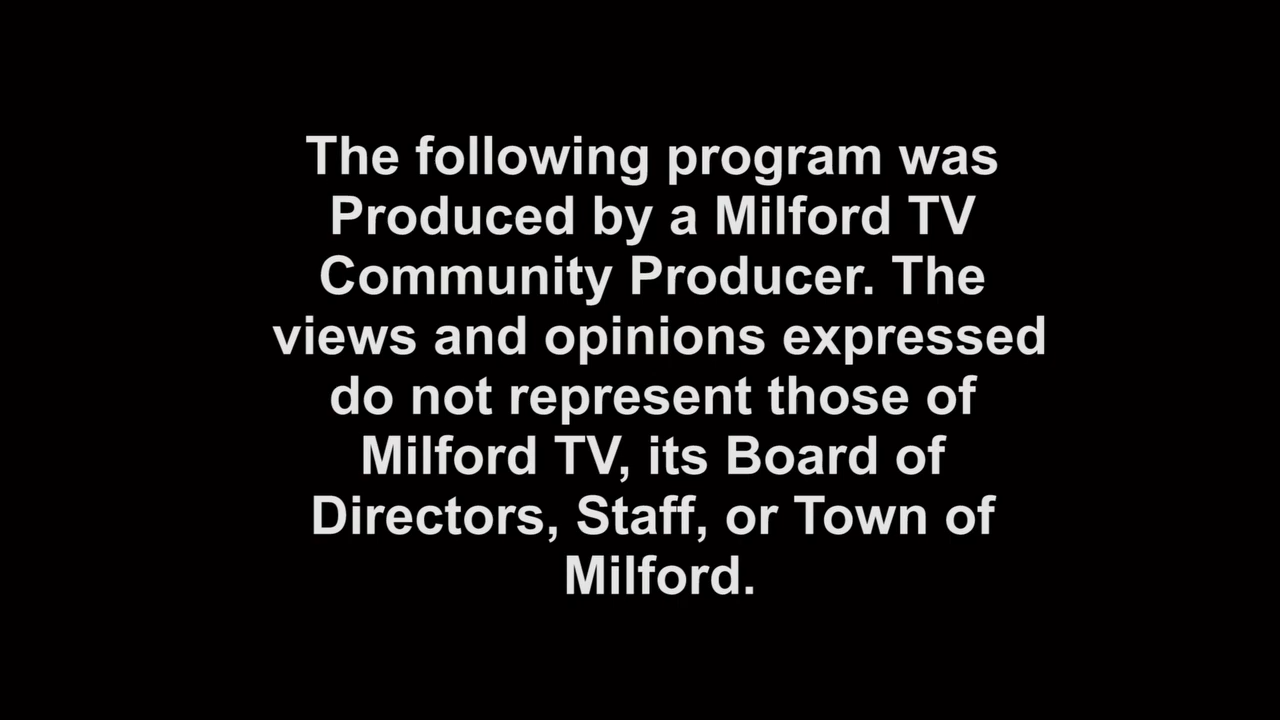 The following program was
Produced by a Milford TV
Community Producer. The
views and opinions expressed
do not represent those of
Milford TV, its Board of
Directors, Staff, or Town of
Milford.